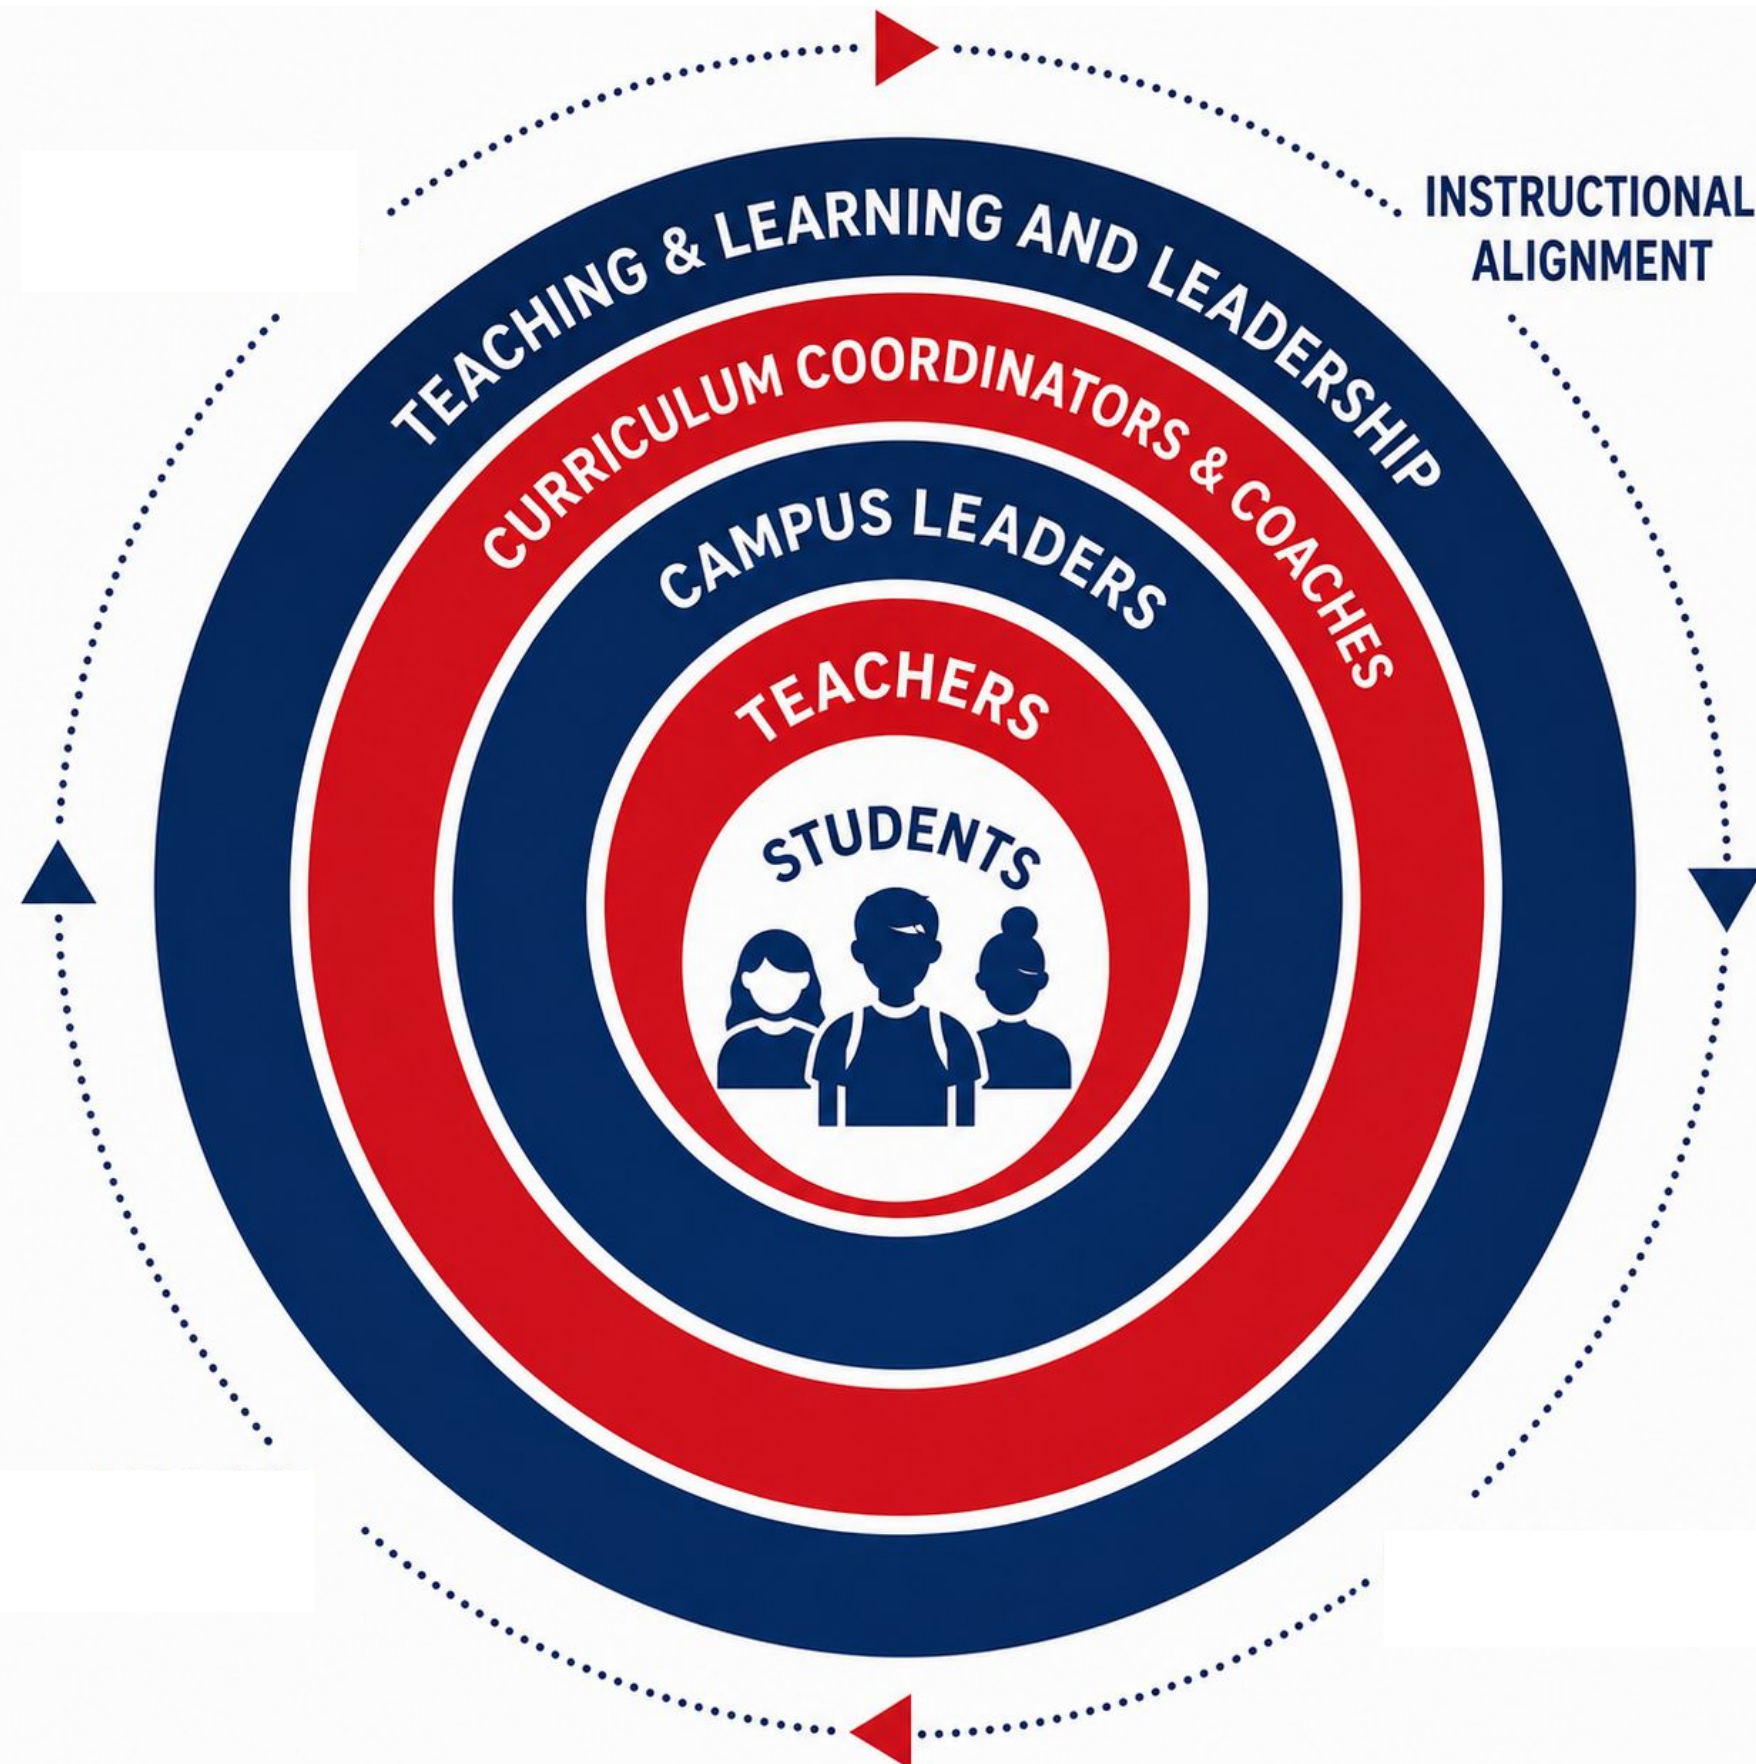 INSTRUCTIONAL
ALIGNMENT
TEACHING & LEARNING AND LEADERSHIP
CURRICULUM COORDINATORS & COACHES
CAMPUS LEADERS
TEACHERS
STUDENTS